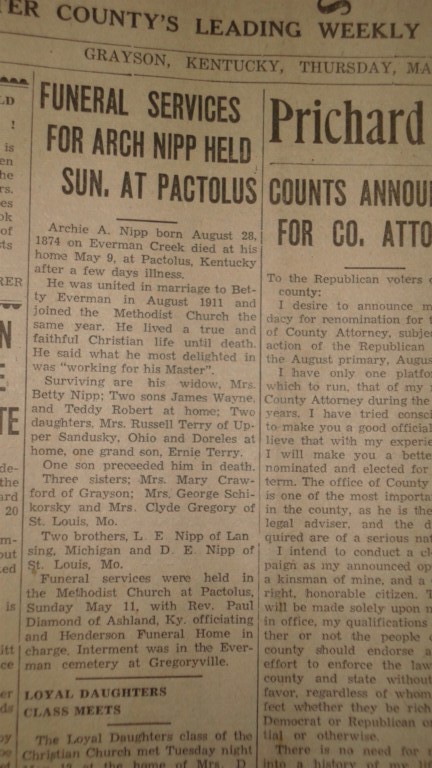 TER COUNTY'S LEADING WEEKLY
GRAYSON, KENTUCKY, THURSDAY, MA
FUNERAL SERVICES
FOR ARCH NIPP HELD
SUN. AT PACTOLUS
Archie A. Nipp born August 28,
1874 on Everman Creek died at his
home May 9, at Pactolus, Kentucky
after a few days illness.
He was united in marriage to Bet-
ty Everman in August 1911 and
joined the Methodist Church the
same year. He lived a true and
faithful Christian life until death.
He said what he most delighted in
was "working for his Master".
Surviving are his widow, Mrs.
Betty Nipp; Two sons James Wayne,
and Teddy Robert at home; Two
daughters, Mrs. Russell Terry of Up-
per Sandusky, Ohio and Doreles at
home, one grand son, Ernie Terry.
One son preceeded him in death.
Three sisters; Mrs. Mary Craw-
ford of Grayson; Mrs. George Schi-
korsky and Mrs. Clyde Gregory of
St. Louis, Mo.
Two brothers, L. E. Nipp of Lan
sing, Michigan and D. E. Nipp of
St. Louis, Mo.
Funeral services were held in
the Methodist Church at Pactolus,
Sunday May 11, with Rev. Paul
Diamond of Ashland, Ky. officiating
and Henderson Funeral Home in
charge. Interment was in the Ever-
man cemetery at Gregoryville.
LOYAL DAUGHTERS
CLASS MEETS
The Loyal Daughters class of the
Christian Church met Tuesday night
at the home of Mrs. D
Prichard
COUNTS ANNOU
FOR CO. ATTO
To the Republican voters
county:
I desire to announce m
dacy for renomination for t
of County Attorney, subje
action of the Republican
the August primary, Augus
I have only one platfo
which to run, that of my
County Attorney during the
years. I have tried consci
to make you a good official
lieve that with my experie
I will make you a bette
nominated and elected for
term. The office of County
is one of the most importa
in the county, as he is the
legal adviser, and the d
quired are of a serious nat
I intend to conduct a cl
paign as my announced op
a kinsman of mine, and a
right, honorable citizen. T
will be made solely upon m
in office, my qualifications
ther or not the people
county should endorse a
effort to enforce the law
county and state without
favor, regardless of whom
fect whether they be rich
Democrat or Republican or
tial or otherwise.
There is no need for
into a history of my lif